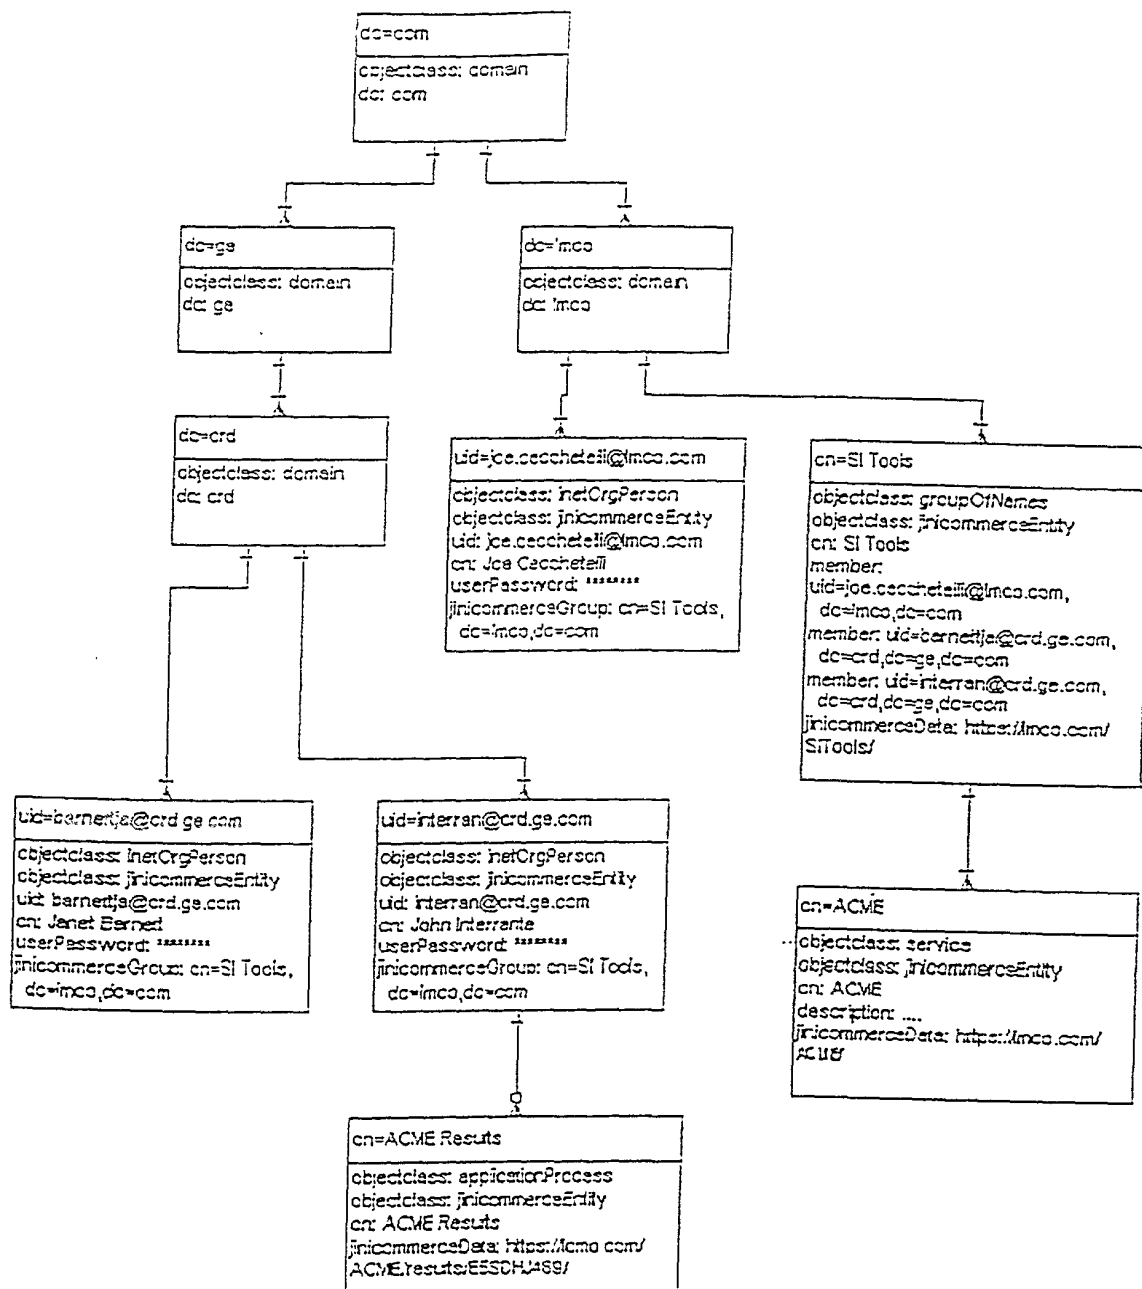 dc=com
objectclass: domain
dc: com
dc=ge
objectclass: domain
dc: ge
dc=lmco
objectclass: domain
dc: lmco
dc=crd
objectclass: domain
dc: crd
uid=joe.cecchetelli@lmco.com
objectclass: inetOrgPerson
objectclass: jinicommerceEntity
uid: joe.cecchetelli@lmco.com
cn: Joe Cecchetelli
userPassword: ********
jinicommerceGroup: cn=SI Tools,
dc=lmco,dc=com
cn=SI Tools
objectclass: groupOfNames
objectclass: jinicommerceEntity
cn: SI Tools
member:
uid=joe.cecchetelli@lmco.com,
dc=lmco,dc=com
member: uid=barnettja@crd.ge.com,
dc=crd,dc=ge,dc=com
member: uid=interran@crd.ge.com,
dc=crd,dc=ge,dc=com
jinicommerceData: https://lmco.com/
SITools/
uid=barnettja@crd.ge.com
objectclass: inetOrgPerson
objectclass: jinicommerceEntity
uid: barnettja@crd.ge.com
cn: Janet Barnett
userPassword: ********
jinicommerceGroup: cn=SI Tools,
dc=lmco,dc=com
uid=interran@crd.ge.com
objectclass: inetOrgPerson
objectclass: jinicommerceEntity
uid: interran@crd.ge.com
cn: John Interrante
userPassword: ********
jinicommerceGroup: cn=SI Tools,
dc=lmco,dc=com
cn=ACME
objectclass: service
objectclass: jinicommerceEntity
cn: ACME
description: ....
jinicommerceData: https://lmco.com/
cn=ACME Results
objectclass: applicationProcess
objectclass: jinicommerceEntity
cn: ACME Results
jinicommerceData: